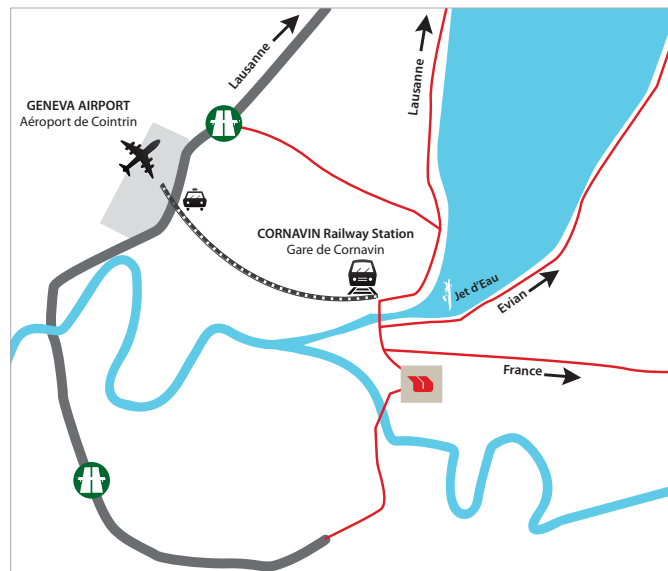 Lausanne
Lausanne
GENEVA AIRPORT
Aéroport de Cointrin
CORNAVIN Railway Station
Gare de Cornavin
Jet d'Eau
Evian
France